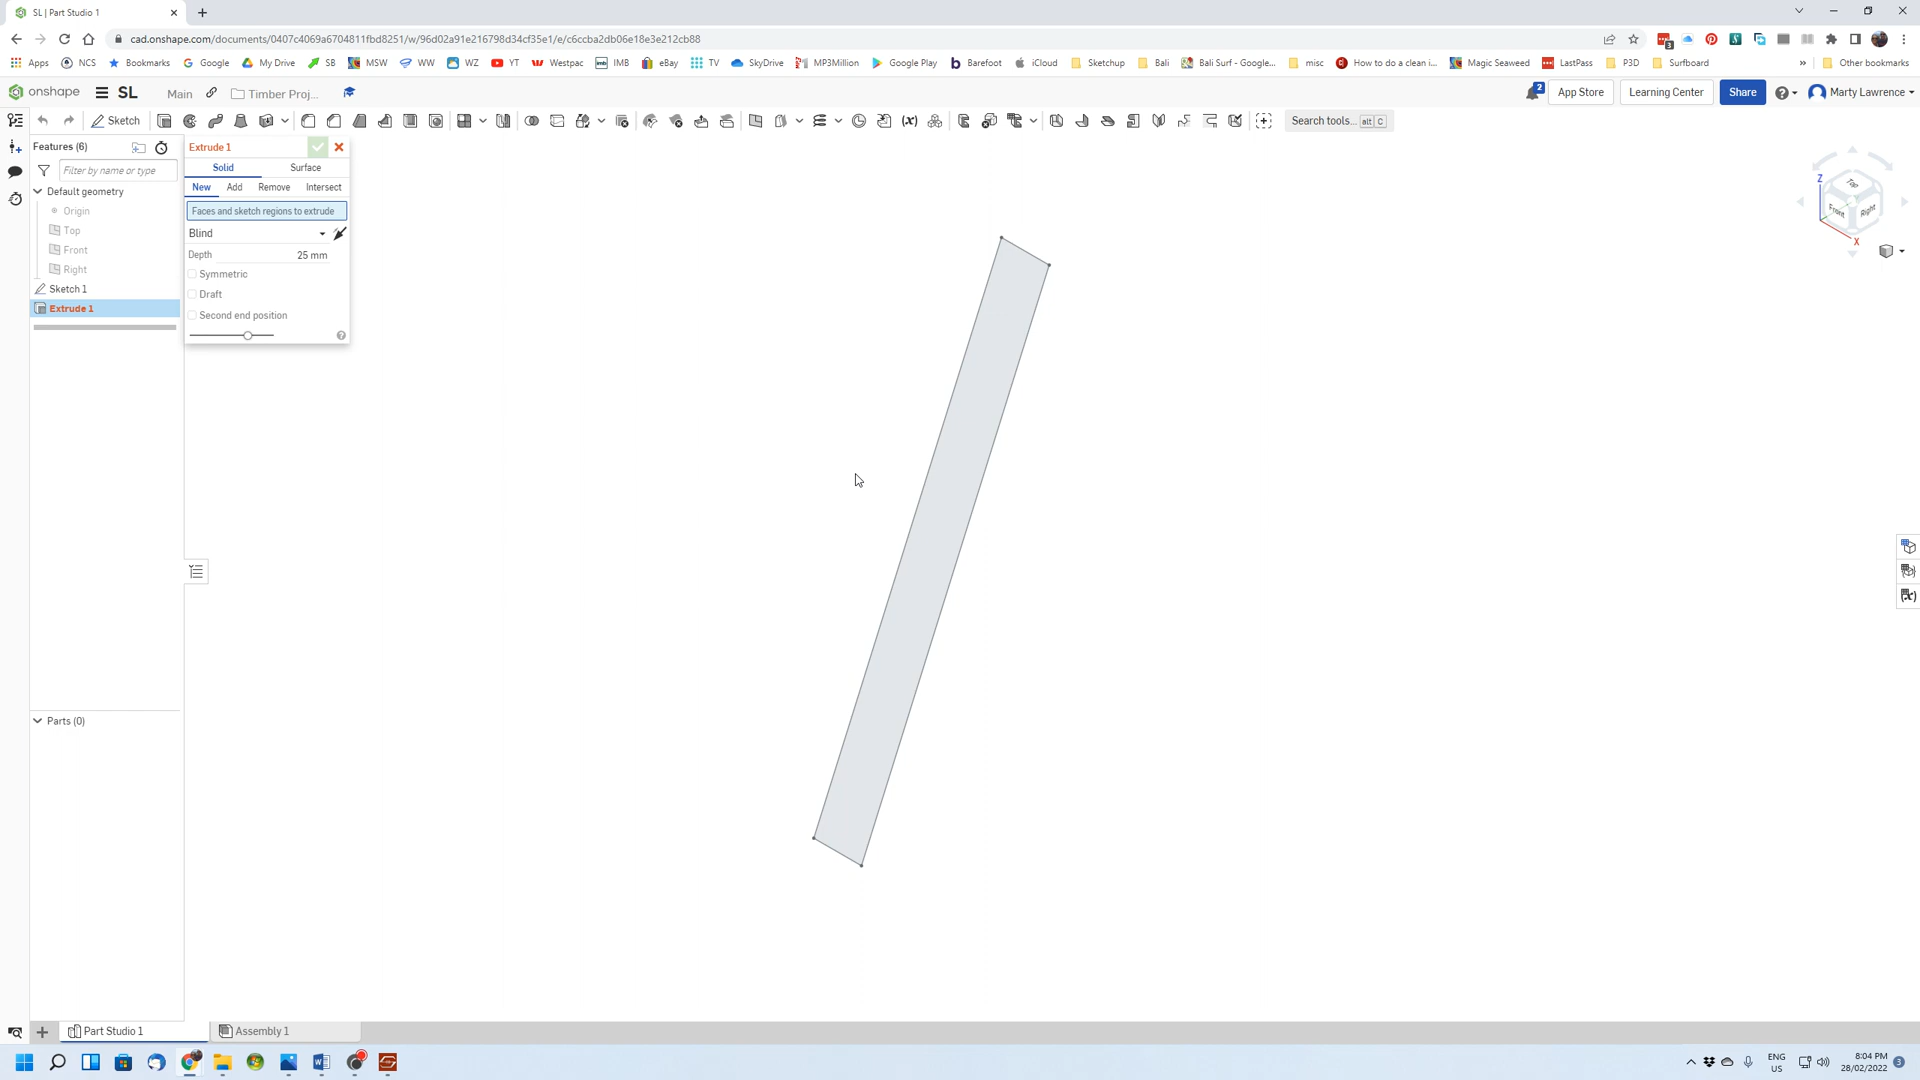 SL | Part Studio 1
cad.onshape.com/documents/0407c4069a6704811fbd8251/w/96d02a91e216798d34cf35e1/e/c6ccba2db06e18e3e212cb88
3
Apps NCS Bookmarks Google My Drive SB MSW WW WZ YT Westpac IMB eBay TV SkyDrive MP3Million Google Play Barefoot iCloud Sketchup Bali Bali Surf - Google... misc How to do a clean i... Magic Seaweed LastPass P3D Surfboard » Other bookmarks
onshape SL Main Timber Proj... 2 App Store Learning Center Share Marty Lawrence
Sketch (x) Search tools... alt C
Features (6)
Filter by name or type
Default geometry
Origin
Top
Front
Right
Sketch 1
Extrude 1
Extrude 1
Solid Surface
New Add Remove Intersect
Faces and sketch regions to extrude
Blind
Depth 25 mm
Symmetric
Draft
Second end position
Z
Top
Front Right
X
Parts (0)
Part Studio 1 Assembly 1
ENG
US
8:04 PM
28/02/2022
3